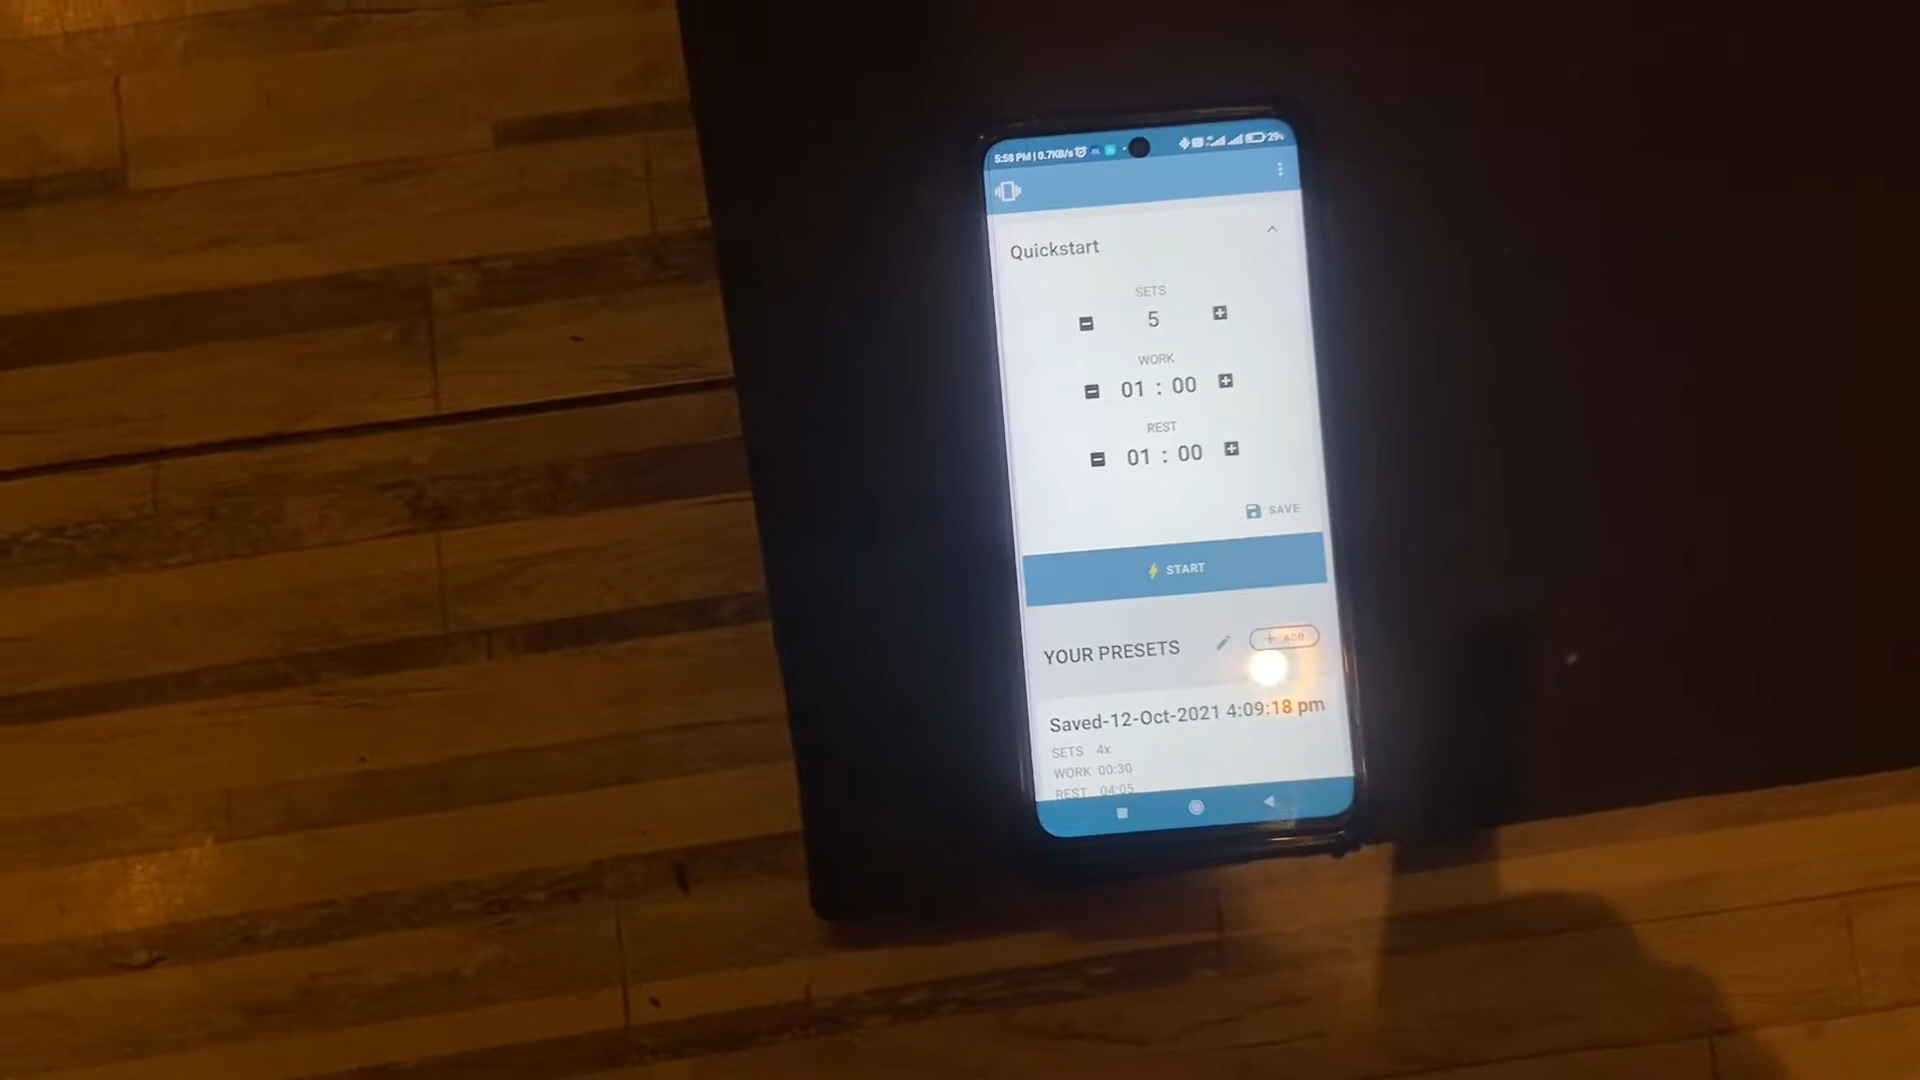 5:58 PM | 0.7KB/s
29%
Quickstart
SETS
5
WORK
01 : 00
REST
01 : 00
SAVE
START
YOUR PRESETS
+ ADD
Saved-12-Oct-2021 4:09:18 pm
SETS 4x
WORK 00:30
REST 04:05